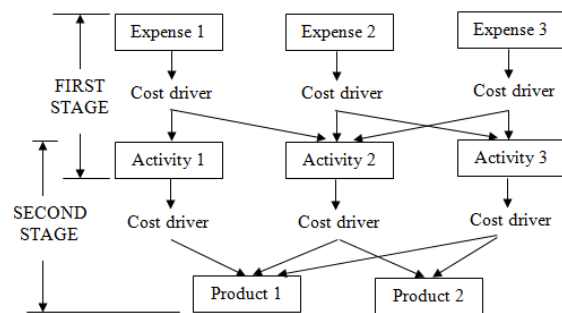 Expense 1
Expense 2
Expense 3
FIRST
STAGE
Cost driver
Cost driver
Cost driver
Activity 1
Activity 2
Activity 3
SECOND
STAGE
Cost driver
Cost driver
Cost driver
Product 1
Product 2